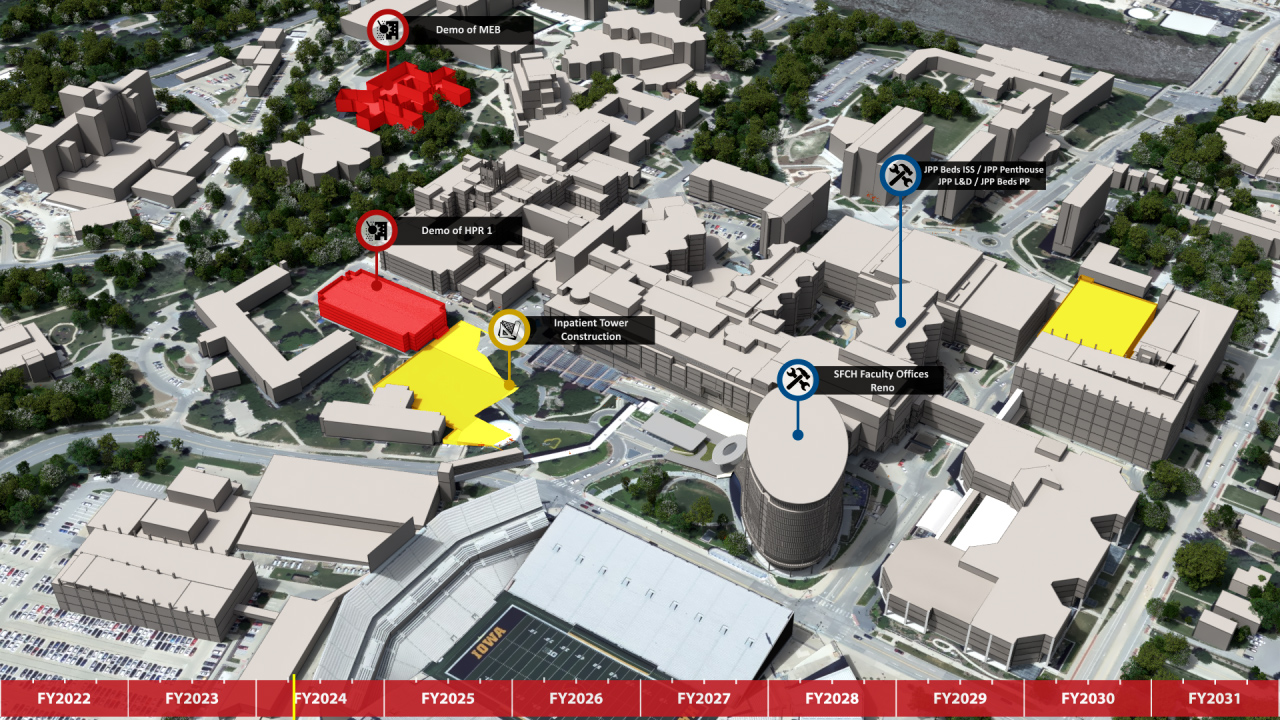 Demo of MEB
JPP Beds ISS / JPP Penthouse
JPP L&D / JPP Beds PP
Demo of HPR 1
Inpatient Tower
Construction
SFCH Faculty Offices
Reno
IOWA
FY2022
FY2023
FY2024
FY2025
FY2026
FY2027
FY2028
FY2029
FY2030
FY2031